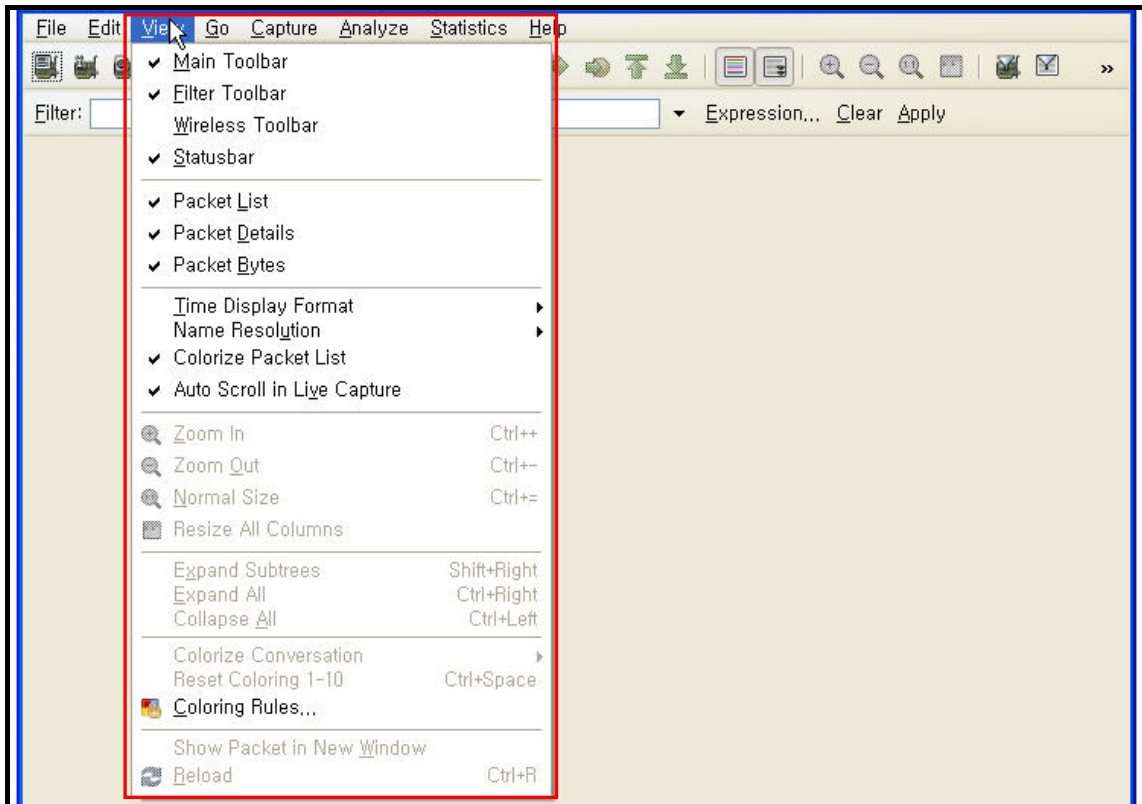 File Edit View Go Capture Analyze Statistics Help
Filter: Expression... Clear Apply
Main Toolbar
Filter Toolbar
Wireless Toolbar
Statusbar
Packet List
Packet Details
Packet Bytes
Time Display Format
Name Resolution
Colorize Packet List
Auto Scroll in Live Capture
Zoom In Ctrl++
Zoom Out Ctrl+-
Normal Size Ctrl+=
Resize All Columns
Expand Subtrees Shift+Right
Expand All Ctrl+Right
Collapse All Ctrl+Left
Colorize Conversation
Reset Coloring 1-10 Ctrl+Space
Coloring Rules...
Show Packet in New Window
Reload Ctrl+R